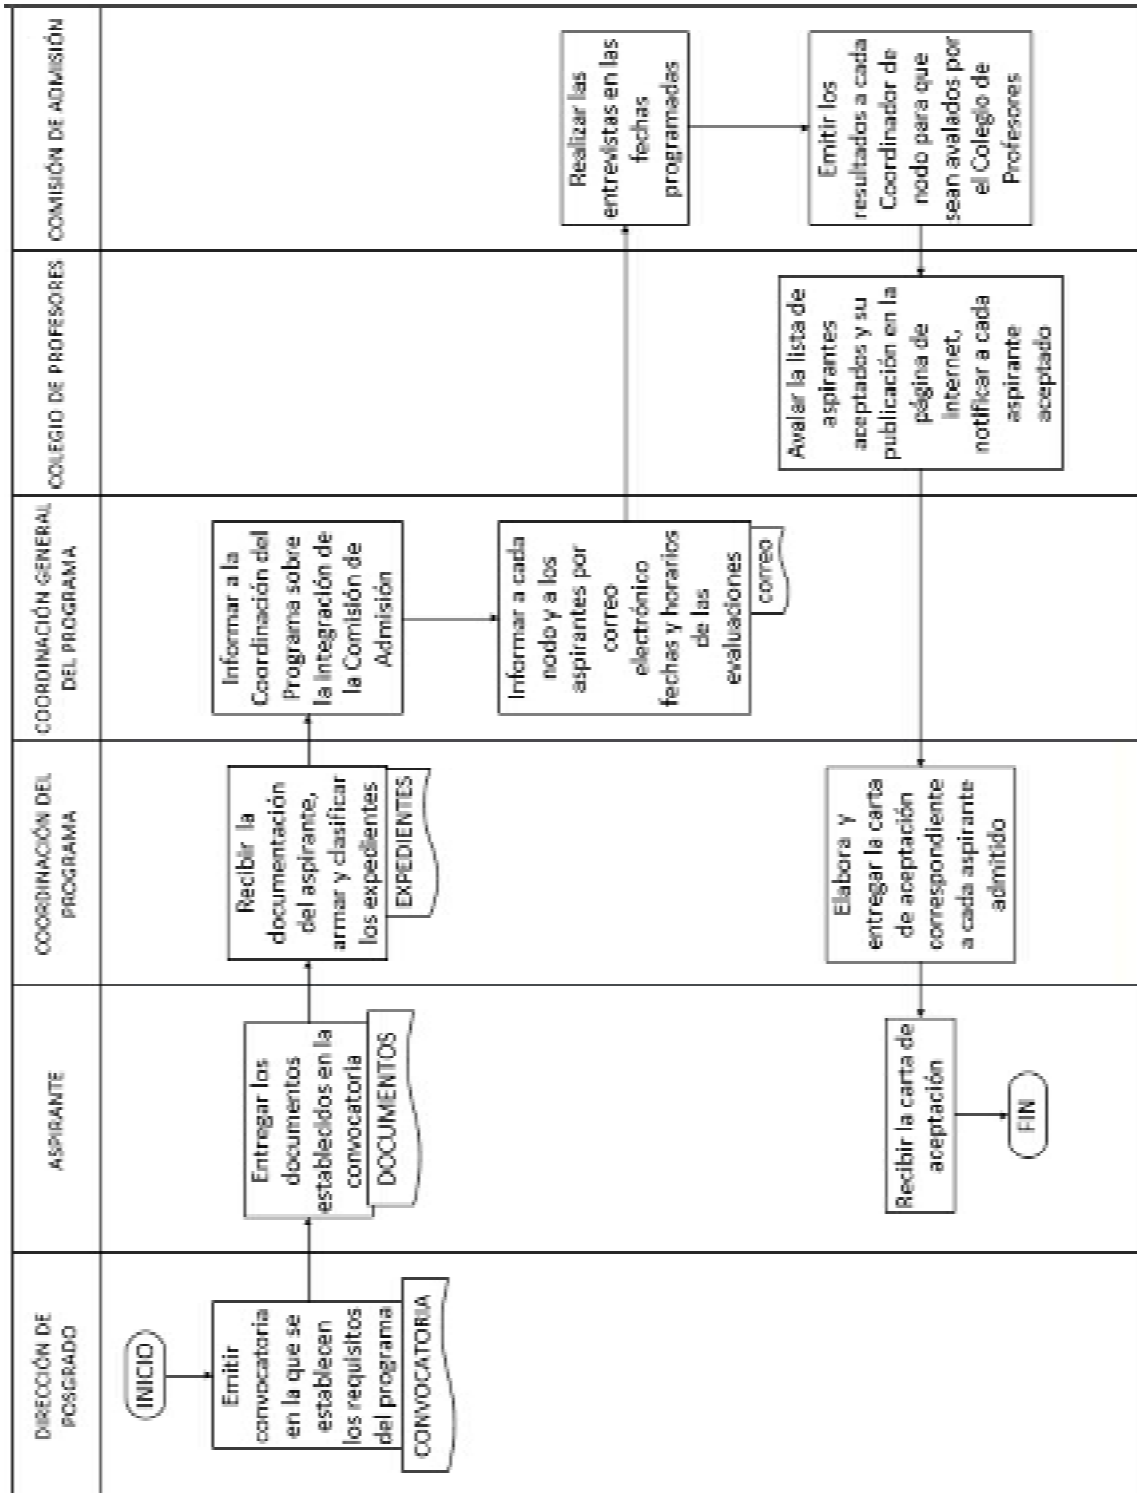 DIRECCIÓN DE
POSGRADO
ASPIRANTE
COORDINACIÓN DEL
PROGRAMA
COORDINACIÓN GENERAL
DEL PROGRAMA
COLEGIO DE PROFESORES
COMISIÓN DE ADMISIÓN
INICIO
Emitir
convocatoria
en la que se
establecen
los requisitos
del programa
CONVOCATORIA
Entregar los
documentos
establecidos en la
convocatoria
DOCUMENTOS
Recibir la
documentación
del aspirante,
armar y clasificar
los expedientes
EXPEDIENTES
Informar a la
Coordinación del
Programa sobre
la integración de
la Comisión de
Admisión
Informar a cada
nodo y a los
aspirantes por
correo
electrónico
fechas y horarios
de las
evaluaciones
correo
Realizar las
entrevistas en las
fechas
programadas
Emitir los
resultados a cada
Coordinador de
nodo para que
sean avalados por
el Colegio de
Profesores
Avalar la lista de
aspirantes
aceptados y su
publicación en la
página de
internet,
notificar a cada
aspirante
aceptado
Elabora y
entregar la carta
de aceptación
correspondiente
a cada aspirante
admitido
Recibir la carta de
aceptación
FIN